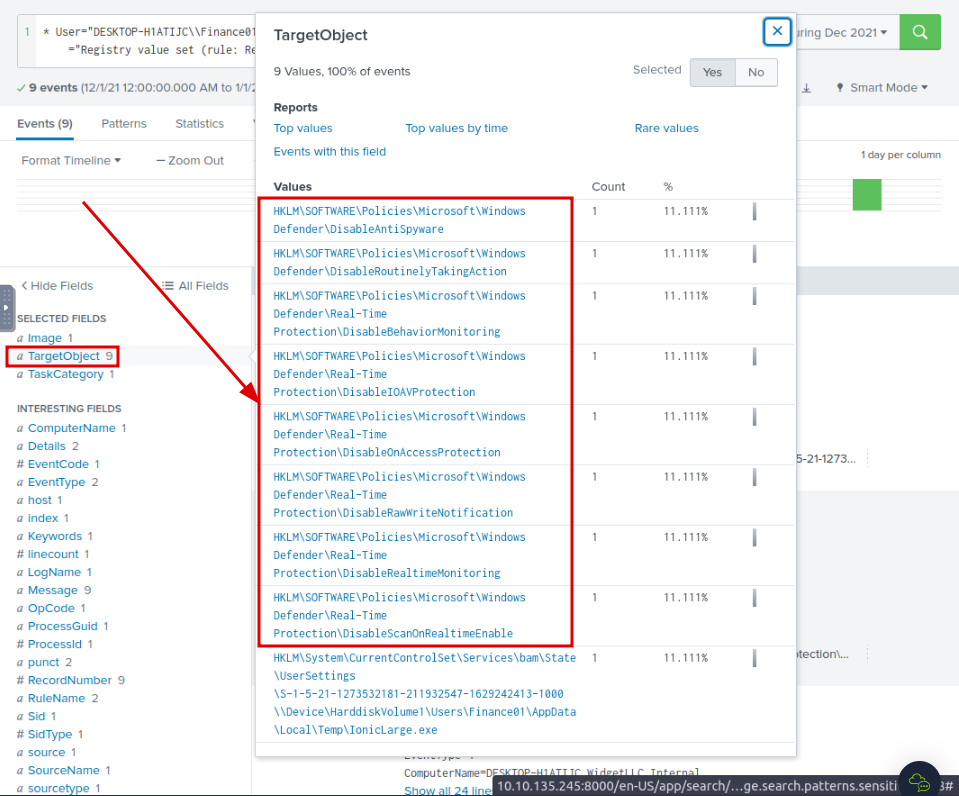 1 * User="DESKTOP-H1ATIJC\\Finance01
="Registry value set (rule: Re
uring Dec 2021
9 events (12/1/21 12:00:00.000 AM to 1/1/2
Smart Mode
Events (9) Patterns Statistics
Format Timeline — Zoom Out
1 day per column
TargetObject
9 Values, 100% of events
Selected Yes No
Reports
Top values Top values by time Rare values
Events with this field
Values Count %
HKLM\SOFTWARE\Policies\Microsoft\Windows 1 11.111%
Defender\DisableAntiSpyware
HKLM\SOFTWARE\Policies\Microsoft\Windows 1 11.111%
Defender\DisableRoutinelyTakingAction
HKLM\SOFTWARE\Policies\Microsoft\Windows 1 11.111%
Defender\Real-Time
Protection\DisableBehaviorMonitoring
HKLM\SOFTWARE\Policies\Microsoft\Windows 1 11.111%
Defender\Real-Time
Protection\DisableIOAVProtection
HKLM\SOFTWARE\Policies\Microsoft\Windows 1 11.111%
Defender\Real-Time
Protection\DisableOnAccessProtection
HKLM\SOFTWARE\Policies\Microsoft\Windows 1 11.111%
Defender\Real-Time
Protection\DisableRawWriteNotification
HKLM\SOFTWARE\Policies\Microsoft\Windows 1 11.111%
Defender\Real-Time
Protection\DisableRealtimeMonitoring
HKLM\SOFTWARE\Policies\Microsoft\Windows 1 11.111%
Defender\Real-Time
Protection\DisableScanOnRealtimeEnable
HKLM\System\CurrentControlSet\Services\bam\State 1 11.111%
\UserSettings
\S-1-5-21-1273532181-211932547-1629242413-1000
\\Device\HarddiskVolume1\Users\Finance01\AppData
\Local\Temp\IonicLarge.exe
Hide Fields All Fields
SELECTED FIELDS
a Image 1
a TargetObject 9
a TaskCategory 1
INTERESTING FIELDS
a ComputerName 1
a Details 2
# EventCode 1
a EventType 2
a host 1
a index 1
a Keywords 1
# linecount 1
a LogName 1
a Message 9
a OpCode 1
a ProcessGuid 1
# ProcessId 1
a punct 2
# RecordNumber 9
a RuleName 2
a Sid 1
# SidType 1
a source 1
a SourceName 1
a sourcetype 1
5-21-1273...
otection\...
ComputerName=DESKTOP-H1ATIJC.WidgetLLC.Internal
Show all 24 line
10.10.135.245:8000/en-US/app/search/...ge.search.patterns.sensiti
3#